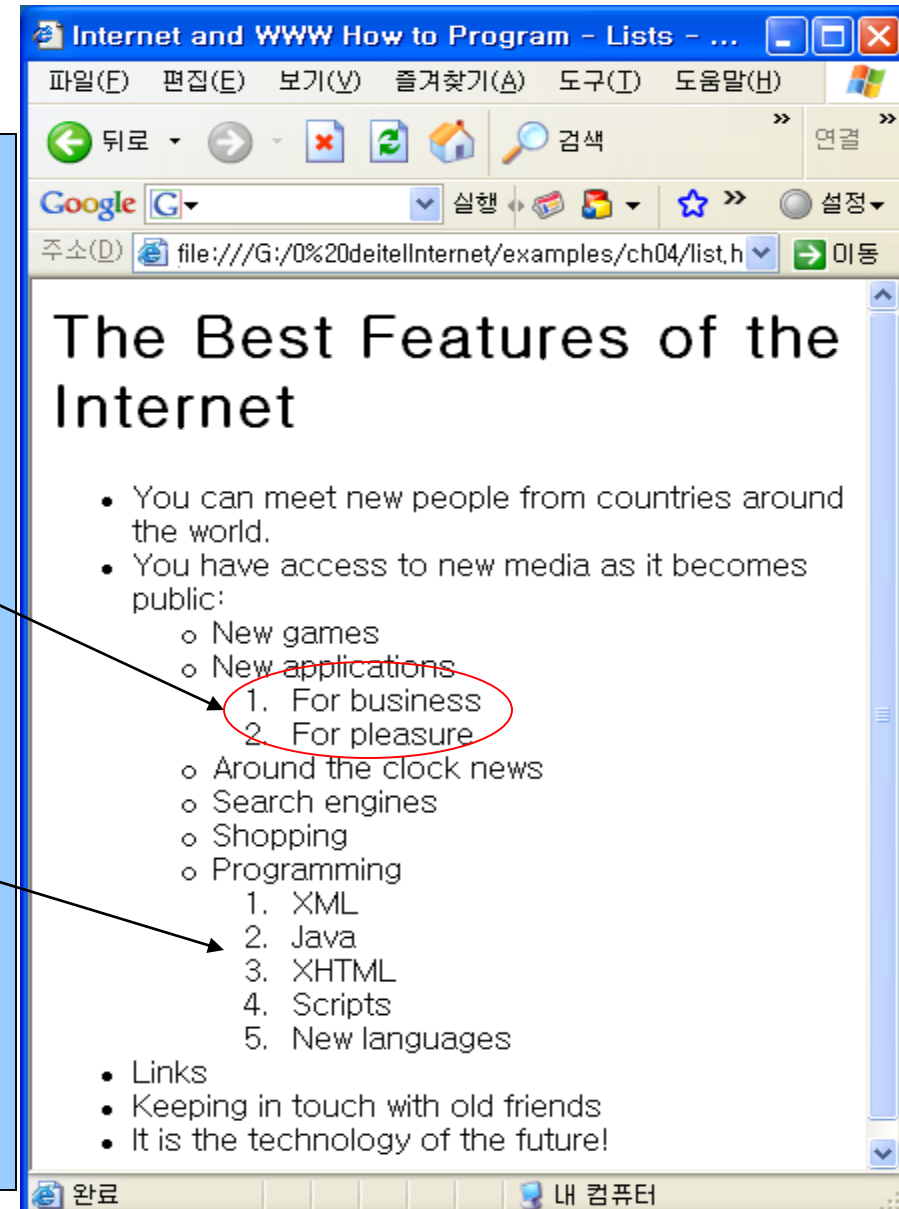 Internet and WWW How to Program - Lists - ...
파일(F) 편집(E) 보기(V) 즐겨찾기(A) 도구(T) 도움말(H)
뒤로 검색 » 연결 »
Google G 실행 » 설정
주소(D) file:///G:/0%20deitelInternet/examples/ch04/list.h 이동
The Best Features of the
Internet
• You can meet new people from countries around
the world.
• You have access to new media as it becomes
public:
o New games
o New applications
1. For business
2. For pleasure
o Around the clock news
o Search engines
o Shopping
o Programming
1. XML
2. Java
3. XHTML
4. Scripts
5. New languages
• Links
• Keeping in touch with old friends
• It is the technology of the future!
완료 내 컴퓨터